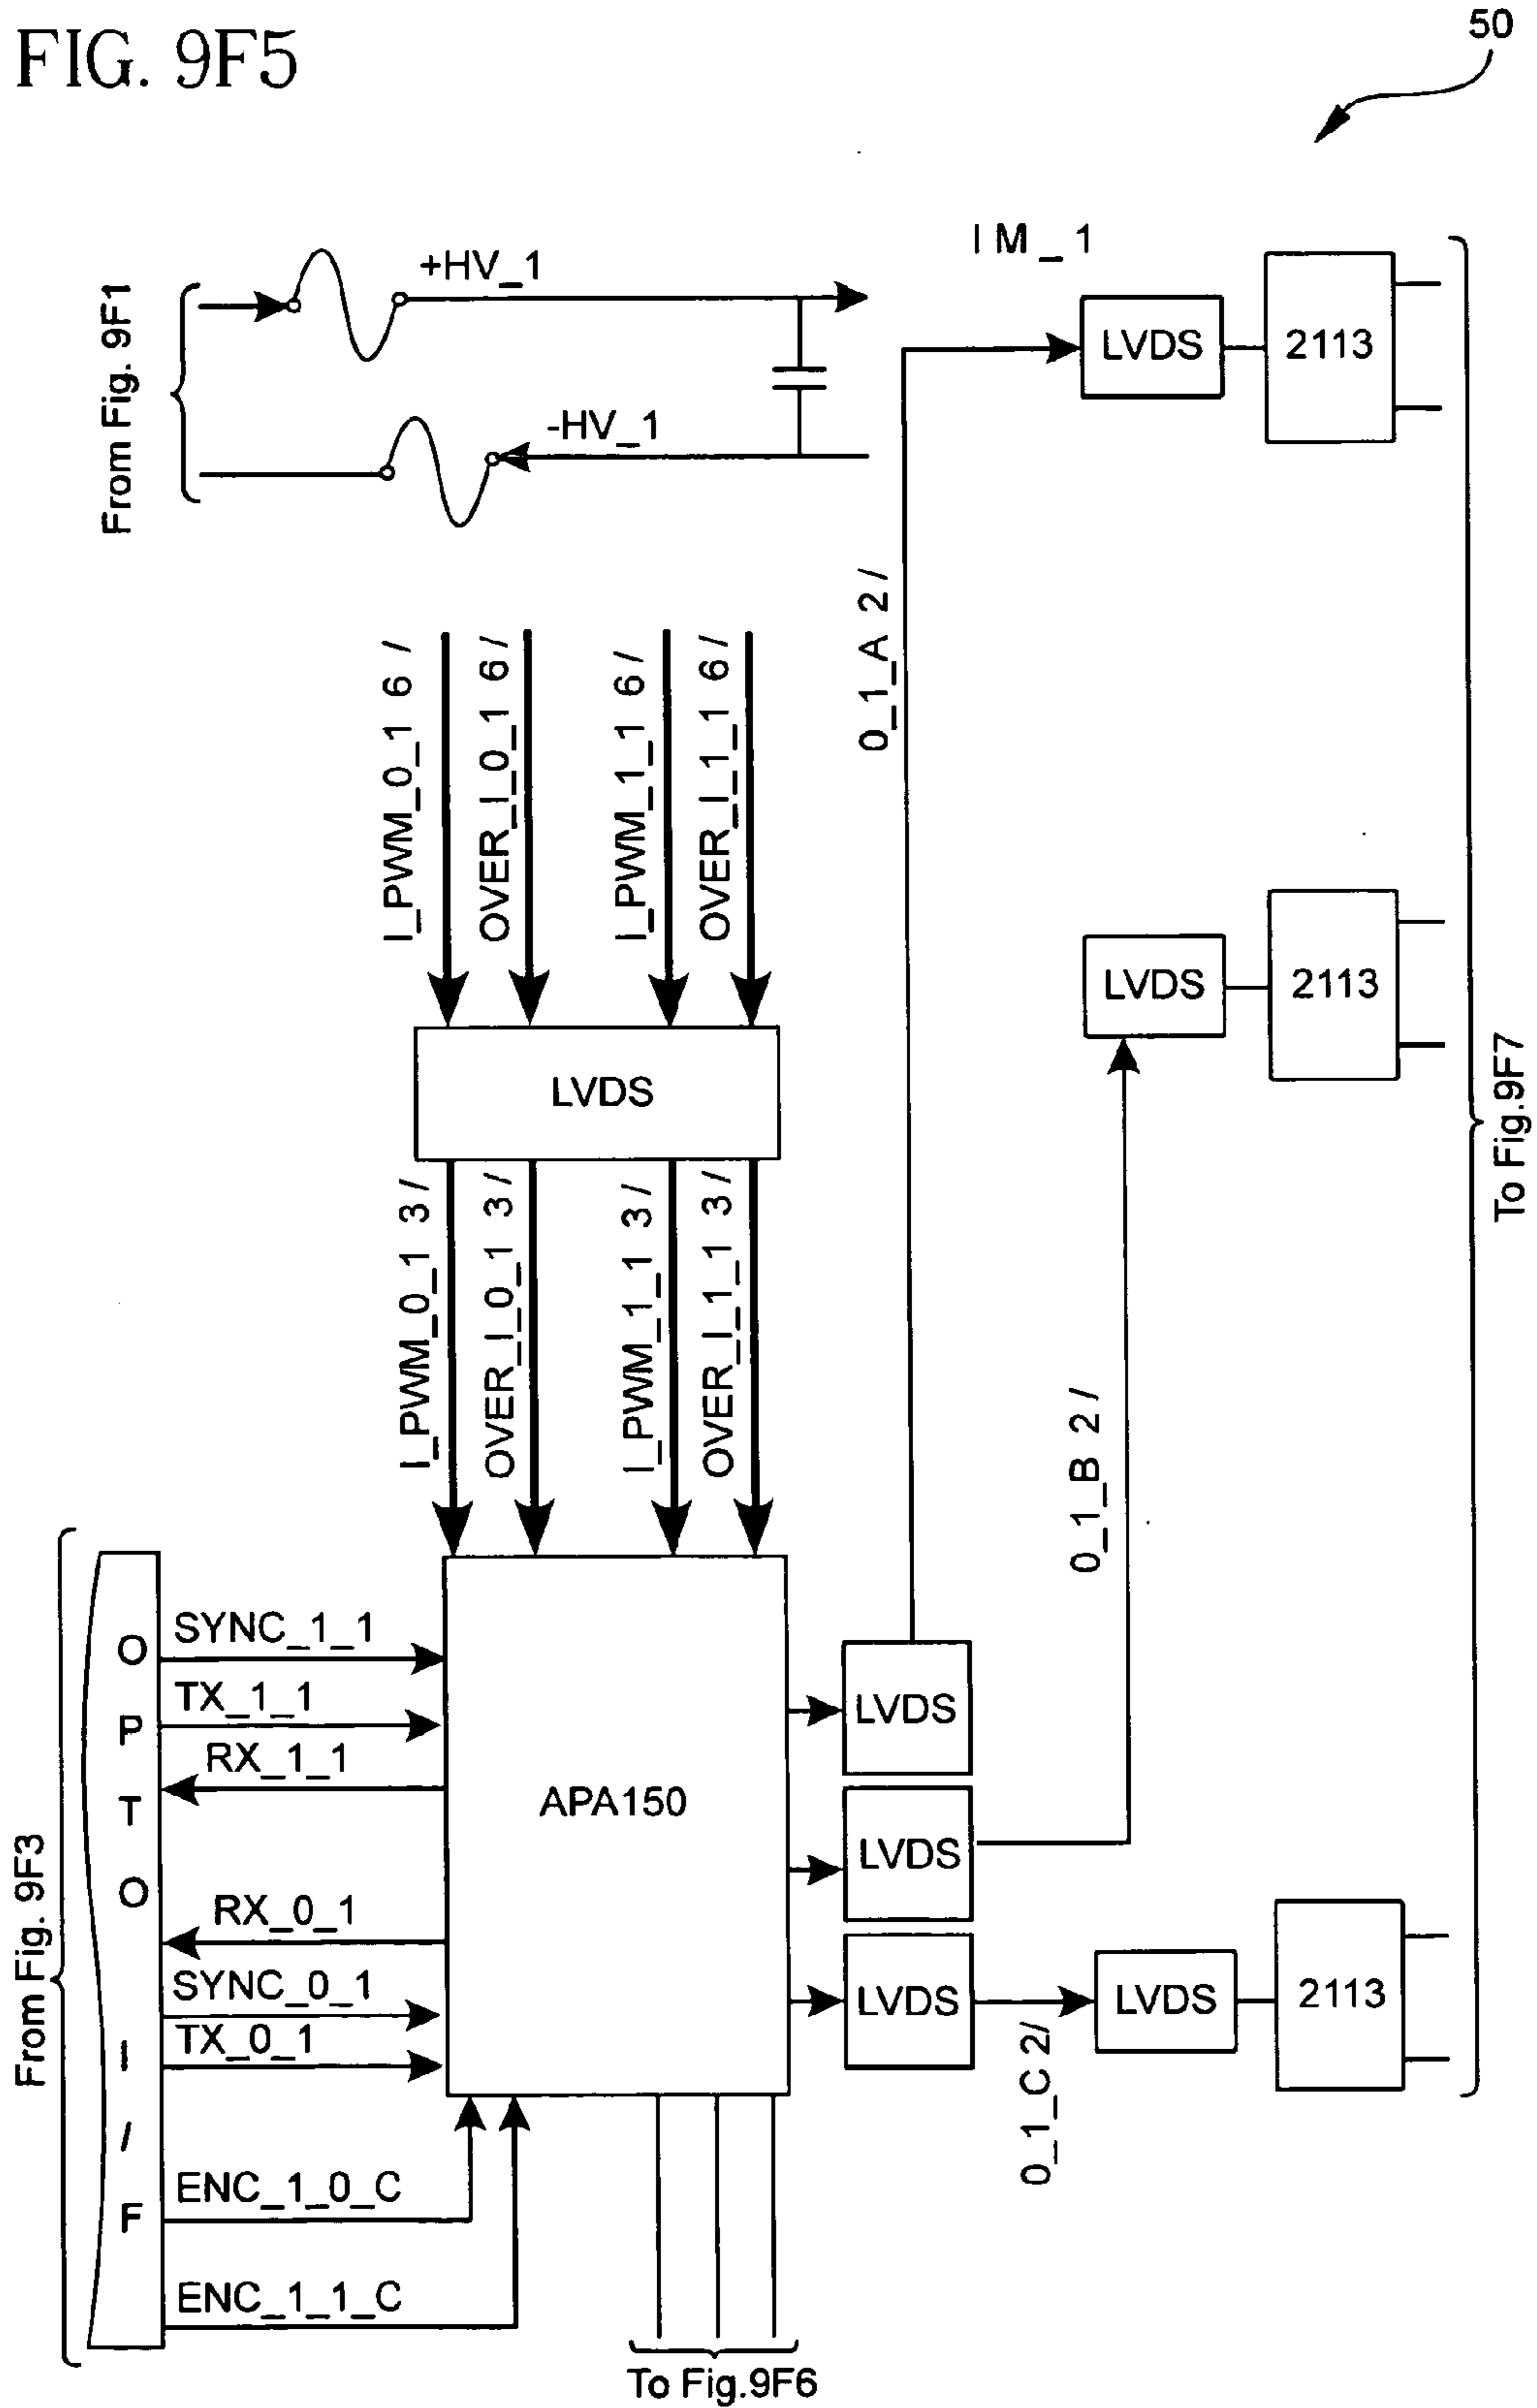 FIG. 9F5
50
From Fig. 9F1
+HV_1
-HV_1
I M _ 1
LVDS
2113
I_PWM_0_1 6 /
OVER_I_0_1 6 /
I_PWM_1_1 6 /
OVER_I_1_1 6 /
0_1_A 2 /
LVDS
2113
LVDS
To Fig.9F7
I_PWM_0_1 3 /
OVER_I_0_1 3 /
I_PWM_1_1 3 /
OVER_I_1_1 3 /
0_1_B 2 /
From Fig. 9F3
OPTO I/F
SYNC_1_1
TX_1_1
RX_1_1
RX_0_1
SYNC_0_1
TX_0_1
ENC_1_0_C
ENC_1_1_C
APA150
LVDS
LVDS
LVDS
0_1_C 2/
LVDS
2113
To Fig.9F6